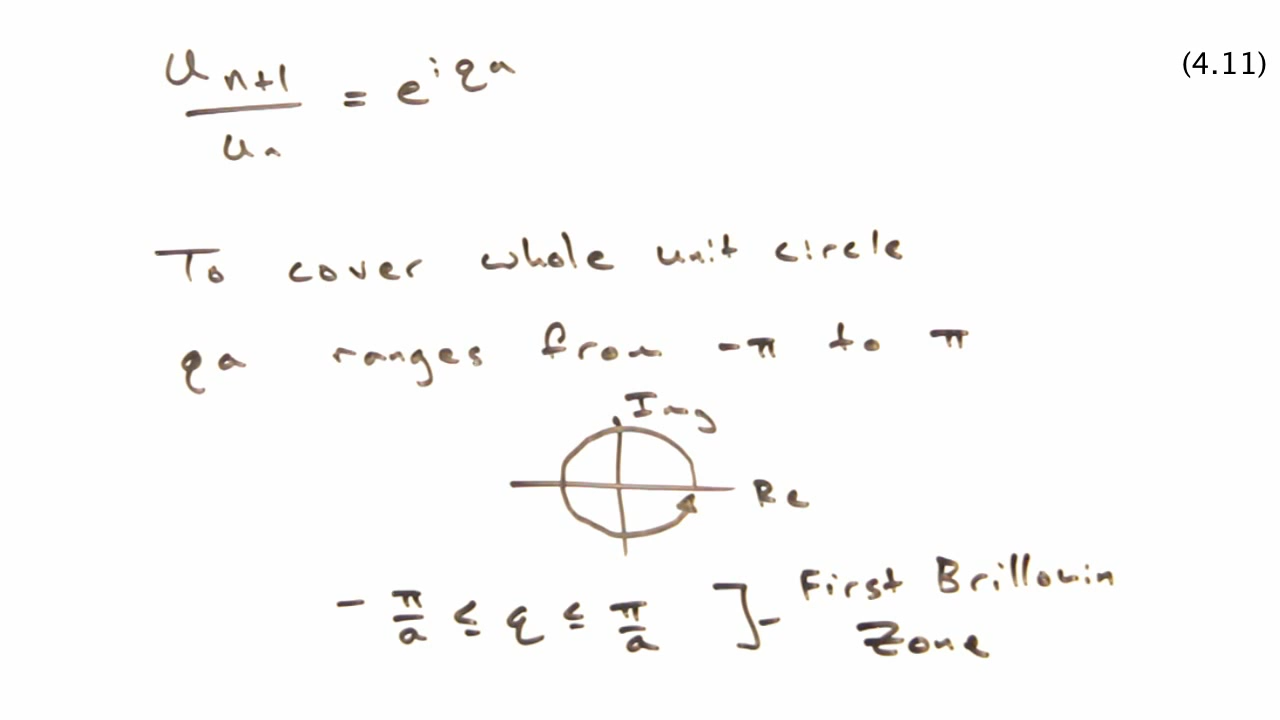 u_{n+1}/u_n = e^{iqa} (4.11)
To cover whole unit circle
qa ranges from -π to π
Img
Re
-π/a ≤ q ≤ π/a ]- First Brillouin
Zone